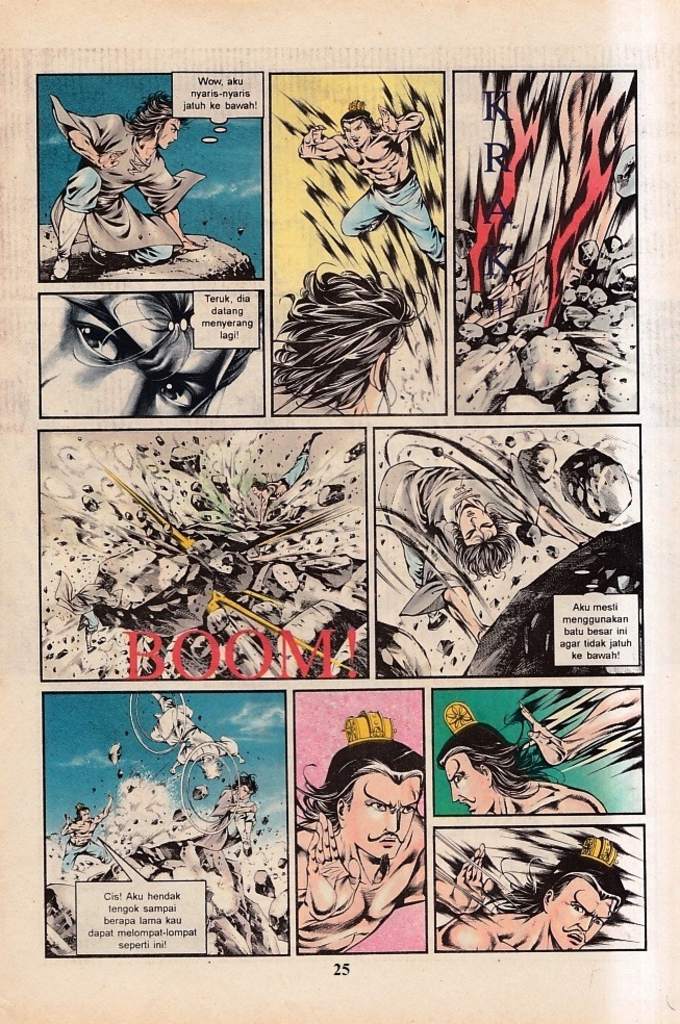 Wow, aku
nyaris-nyaris
jatuh ke bawah!
Teruk, dia
datang
menyerang
lagi!
KRAK!!
BOOM!
Aku mesti
menggunakan
batu besar ini
agar tidak jatuh
ke bawah!
Cis! Aku hendak
tengok sampai
berapa lama kau
dapat melompat-lompat
seperti ini!
25